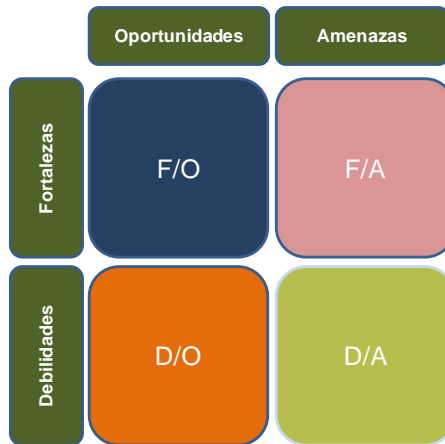 Oportunidades
Amenazas
Fortalezas
F/O
F/A
Debilidades
D/O
D/A